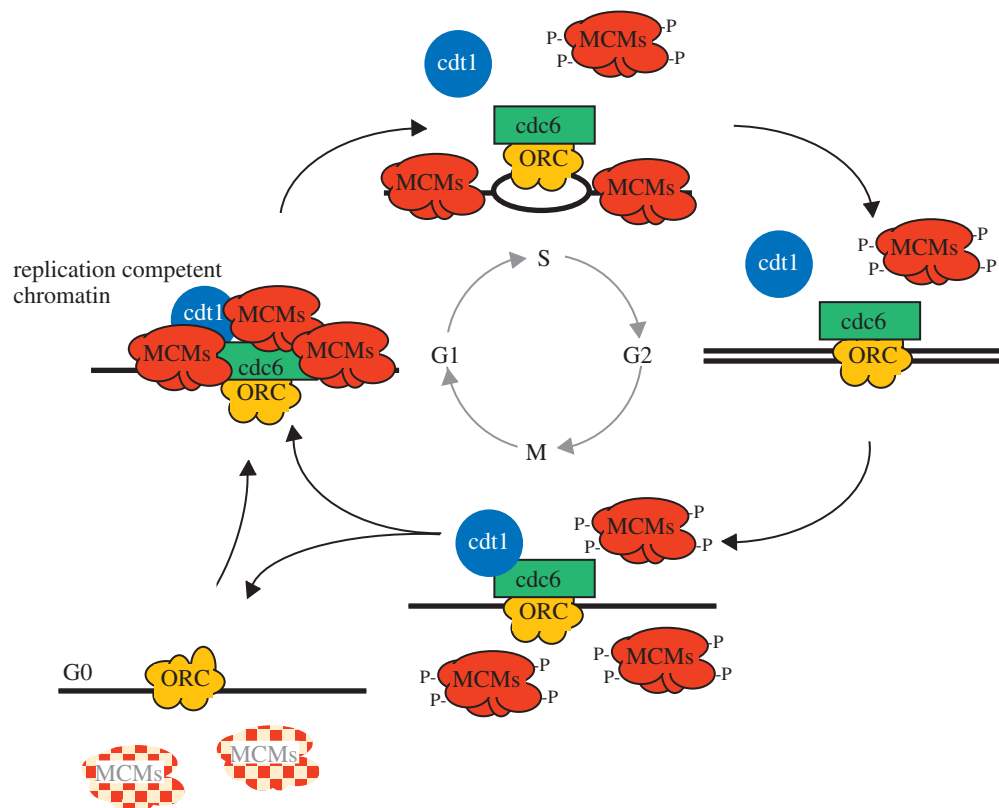 cdt1
P-
MCMs
-P
P-
-P
cdc6
ORC
MCMs
MCMs
replication competent
chromatin
cdt1
MCMs
MCMs
MCMs
cdc6
ORC
S
G1
G2
M
cdt1
P-
MCMs
-P
P-
-P
cdc6
ORC
cdt1
P-
MCMs
-P
P-
-P
cdc6
ORC
P-
MCMs
-P
P-
-P
P-
MCMs
-P
P-
-P
G0
ORC
MCMs
MCMs